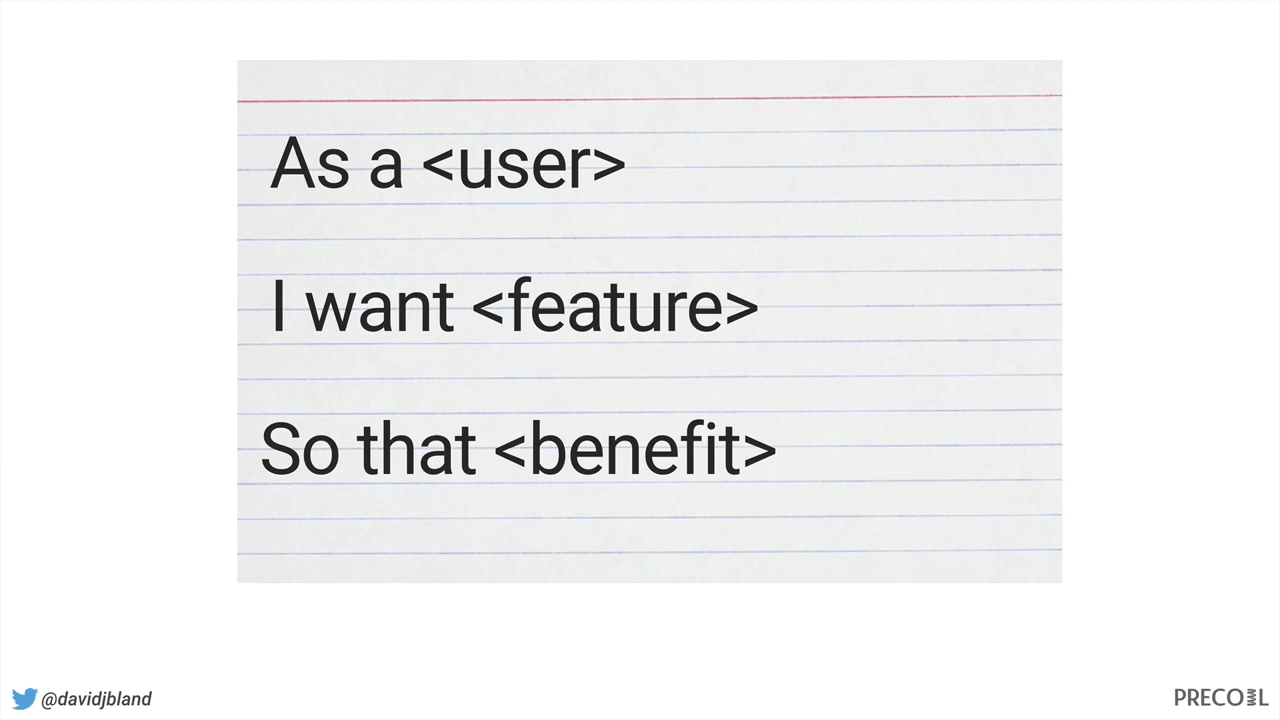 As a <user>
I want <feature>
So that <benefit>
@davidjbland
PRECOIL